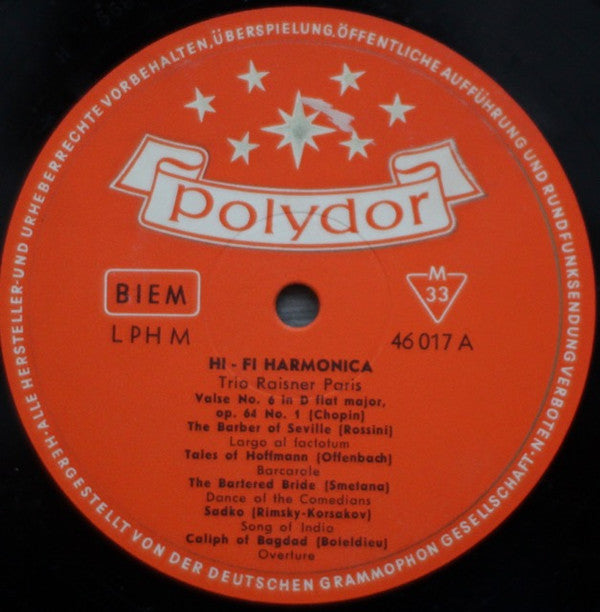 ·ALLE HERSTELLER-UND URHEBERRECHTE VORBEHALTEN, ÜBERSPIELUNG, ÖFFENTLICHE AUFFÜHRUNG UND RUNDFUNKSENDUNG VERBOTEN·
polydor
BIEM
M
33
LPHM
46017 A
HI - FI HARMONICA
Trio Raisner Paris
Valse No. 6 in D flat major,
op. 64 No. 1 (Chopin)
The Barber of Seville (Rossini)
Largo al factotum
Tales of Hoffmann (Offenbach)
Barcarole
The Bartered Bride (Smetana)
Dance of the Comedians
Sadko (Rimsky-Korsakov)
Song of India
Caliph of Bagdad (Boieldieu)
Overture
HERGESTELLT VON DER DEUTSCHEN GRAMMOPHON GESELLSCHAFT·